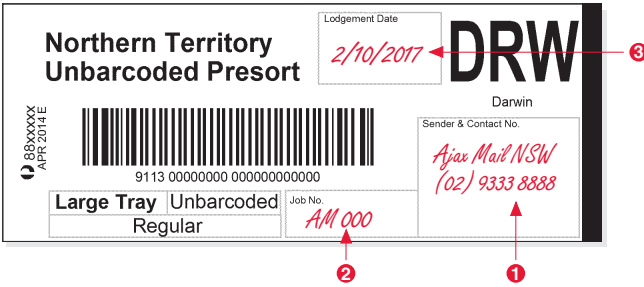 Lodgement Date
2/10/2017
3
Northern Territory
Unbarcoded Presort
DRW
Darwin
88xxxxx
APR 2014 E
9113 00000000 000000000000
Sender & Contact No.
Ajax Mail NSW
(02) 9333 8888
Large Tray Unbarcoded
Regular
Job No.
AM 000
2
1